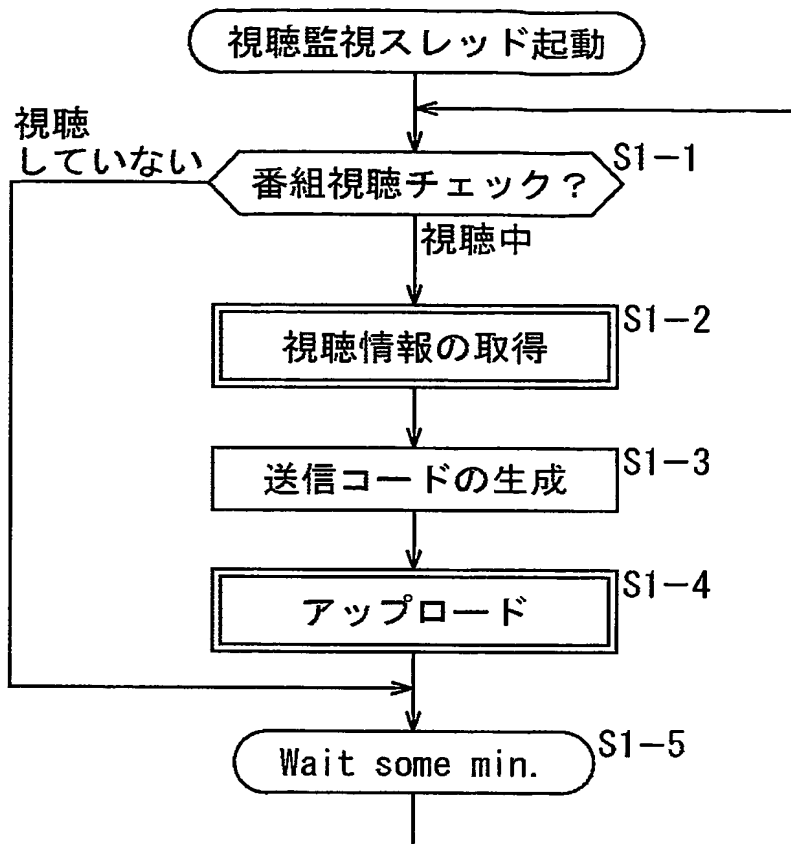 視聴監視スレッド起動
視聴
していない
番組視聴チェック？
S1−1
視聴中
視聴情報の取得
S1−2
送信コードの生成
S1−3
アップロード
S1−4
Wait some min.
S1−5